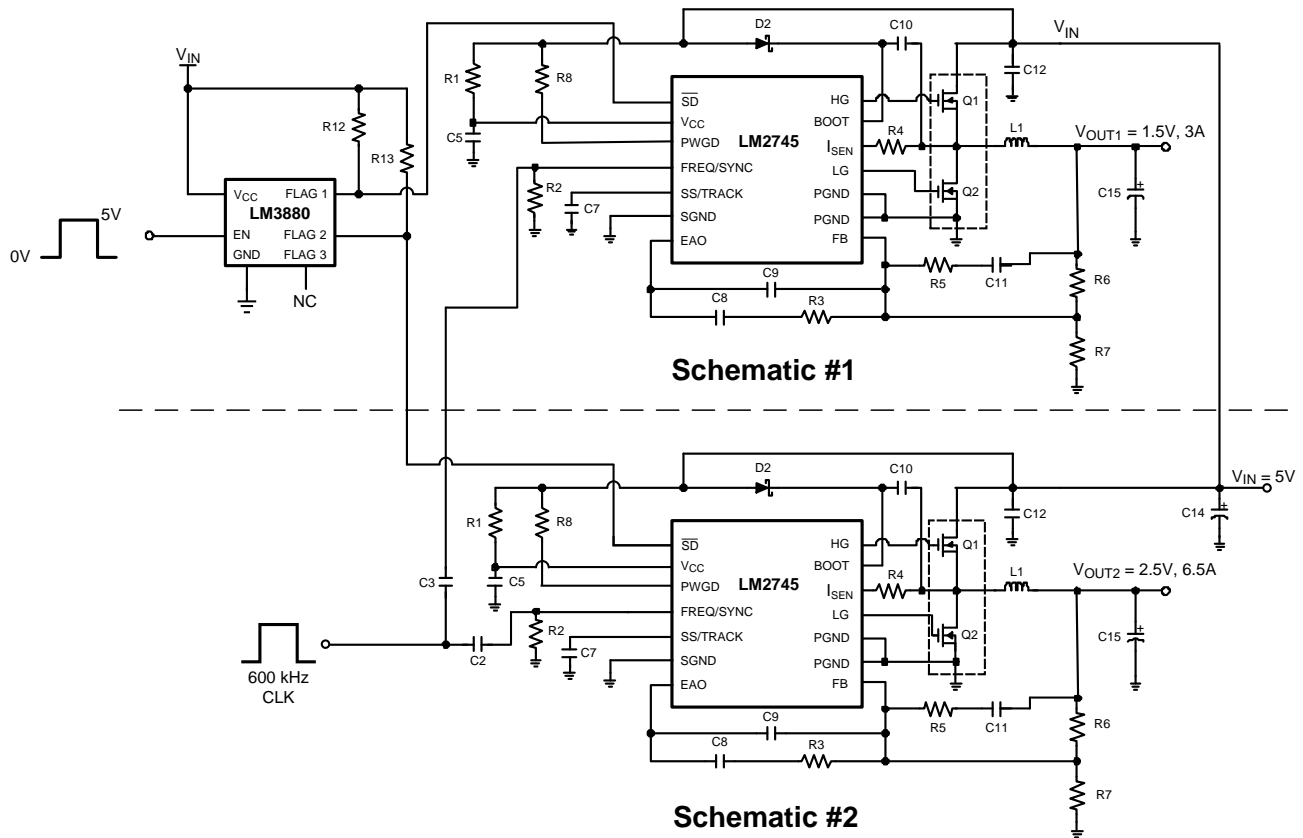 VIN
R12
R13
VCC FLAG 1
LM3880
EN FLAG 2
GND FLAG 3
NC
5V
0V
R1
R8
C5
R2
C7
D2
C10
VIN
C12
SD
VCC
PWGD
FREQ/SYNC
SS/TRACK
SGND
EAO
LM2745
HG
BOOT
ISEN
LG
PGND
PGND
FB
R4
Q1
Q2
L1
VOUT1 = 1.5V, 3A
C15
R5
C11
R6
R7
C9
C8
R3
Schematic #1
VIN = 5V
C14
D2
C10
C12
R1
R8
C5
C3
R2
C2
C7
600 kHz
CLK
SD
VCC
PWGD
FREQ/SYNC
SS/TRACK
SGND
EAO
LM2745
HG
BOOT
ISEN
LG
PGND
PGND
FB
R4
Q1
Q2
L1
VOUT2 = 2.5V, 6.5A
C15
R5
C11
R6
R7
C9
C8
R3
Schematic #2